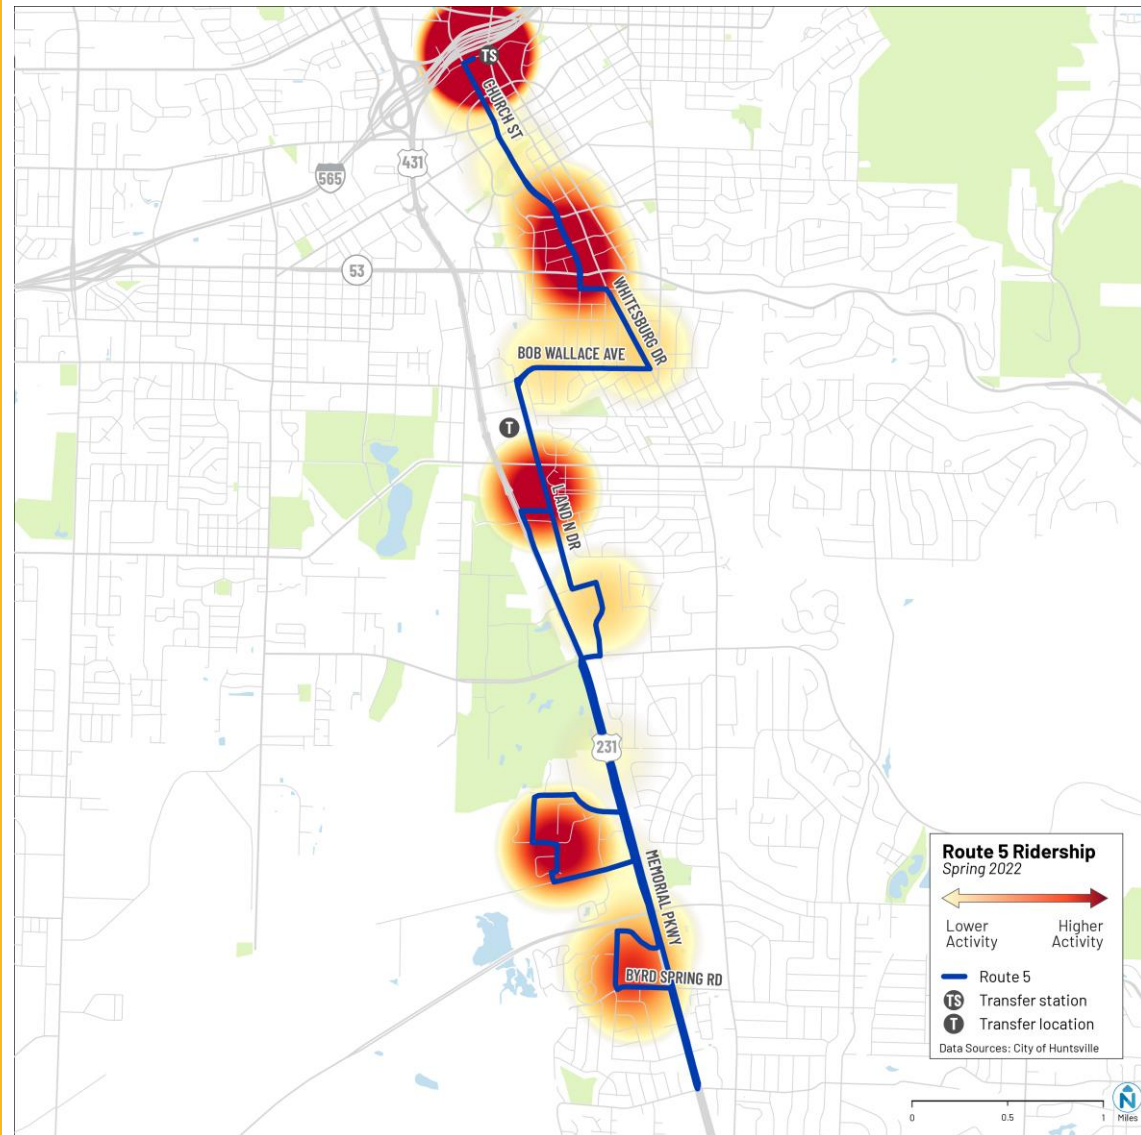 TS
CHURCH ST
431
565
53
WHITESBURG DR
BOB WALLACE AVE
T
L AND N DR
231
MEMORIAL PKWY
BYRD SPRING RD
Route 5 Ridership
Spring 2022
Lower Activity
Higher Activity
Route 5
TS Transfer station
T Transfer location
Data Sources: City of Huntsville
N
0 0.5 1 Miles